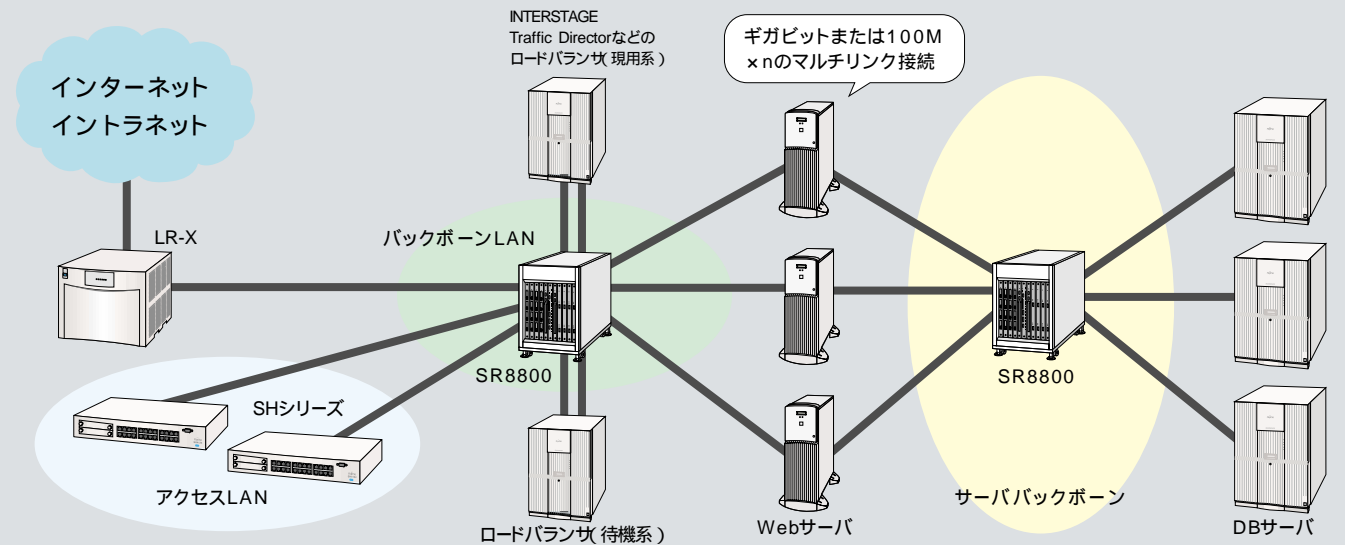 INTERSTAGE
Traffic Directorなどの
ロードバランサ(現用系)
ギガビットまたは100M
×nのマルチリンク接続
インターネット
イントラネット
LR-X
バックボーンLAN
SR8800
SR8800
SHシリーズ
アクセスLAN
ロードバランサ(待機系)
Webサーバ
サーババックボーン
DBサーバ